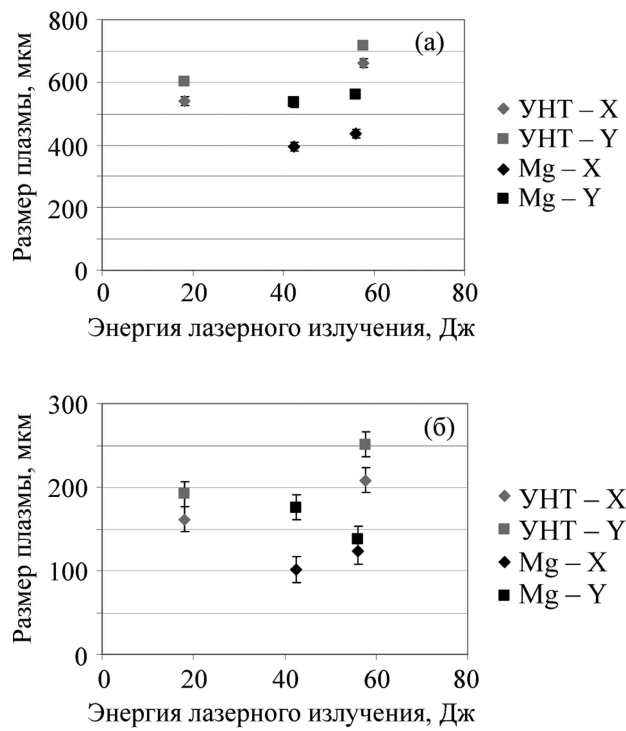 800
(а)
600
400
200
0
0 20 40 60 80
Размер плазмы, мкм
Энергия лазерного излучения, Дж
УНТ – X
УНТ – Y
Mg – X
Mg – Y
300
(б)
200
100
0
0 20 40 60 80
Размер плазмы, мкм
Энергия лазерного излучения, Дж
УНТ – X
УНТ – Y
Mg – X
Mg – Y